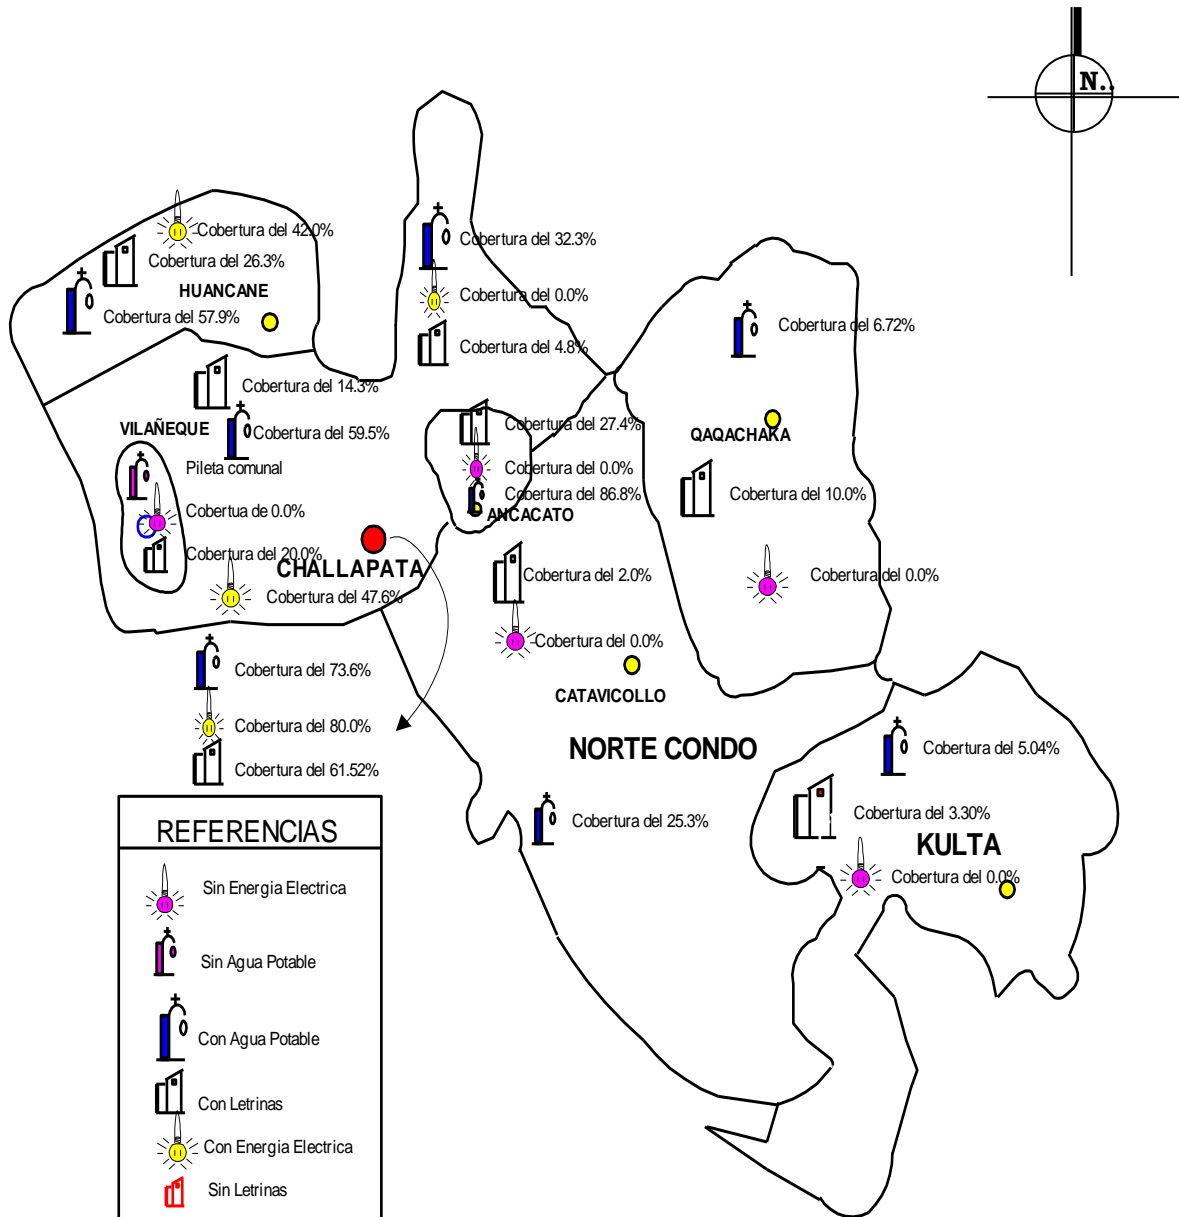 N..
Cobertura del 42.0%
Cobertura del 26.3%
HUANCANE
Cobertura del 57.9%
Cobertura del 32.3%
Cobertura del 0.0%
Cobertura del 4.8%
Cobertura del 6.72%
QAQACHAKA
Cobertura del 10.0%
Cobertura del 0.0%
Cobertura del 14.3%
Cobertura del 59.5%
VILAÑEQUE
Pileta comunal
Cobertua de 0.0%
Cobertura del 20.0%
CHALLAPATA
Cobertura del 47.6%
Cobertura del 27.4%
Cobertura del 0.0%
Cobertura del 86.8%
ANCACATO
Cobertura del 2.0%
Cobertura del 0.0%
CATAVICOLLO
NORTE CONDO
Cobertura del 25.3%
Cobertura del 73.6%
Cobertura del 80.0%
Cobertura del 61.52%
Cobertura del 5.04%
Cobertura del 3.30%
KULTA
Cobertura del 0.0%
REFERENCIAS
Sin Energia Electrica
Sin Agua Potable
Con Agua Potable
Con Letrinas
Con Energia Electrica
Sin Letrinas